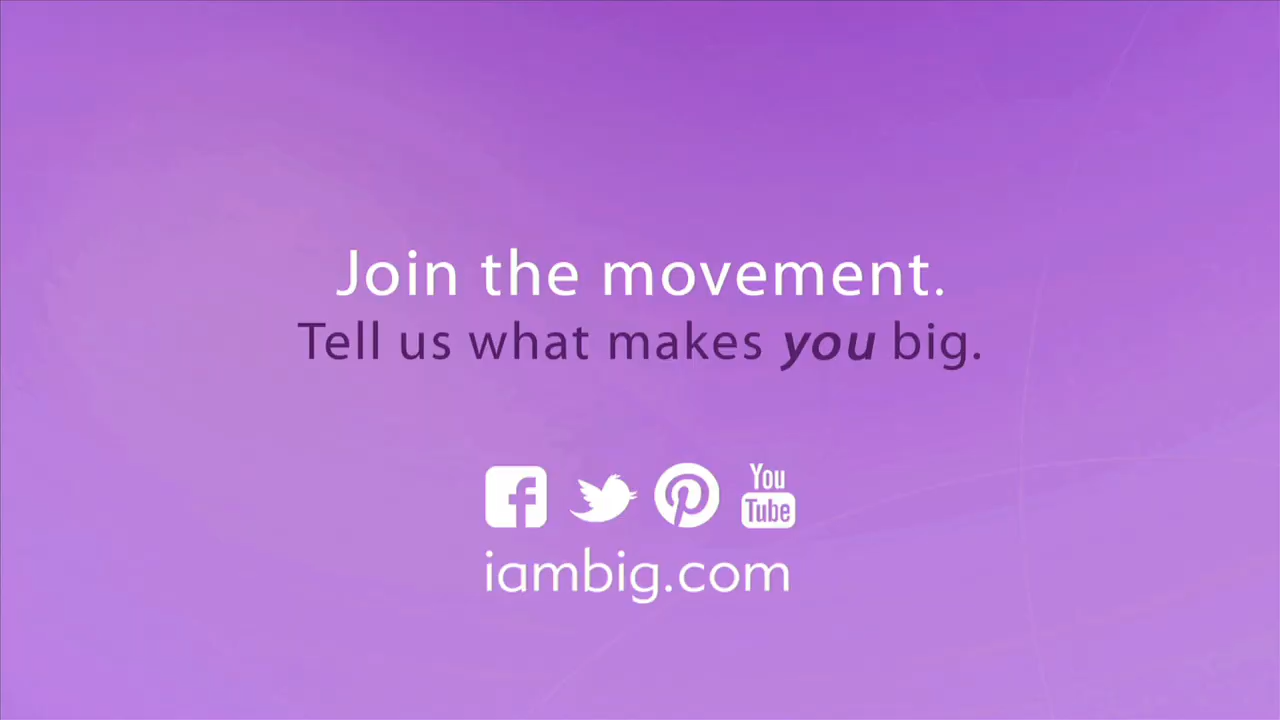 Join the movement.
Tell us what makes you big.
You
Tube
iambig.com